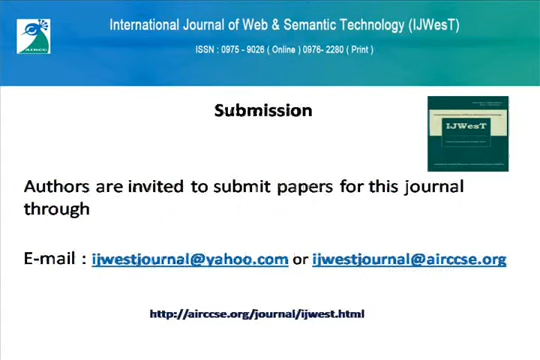 International Journal of Web & Semantic Technology (IJWesT)
ISSN : 0975 - 9026 ( Online ) 0976- 2280 ( Print )
AIRCC
Submission
IJWesT
Authors are invited to submit papers for this journal
through
E-mail : ijwestjournal@yahoo.com or ijwestjournal@airccse.org
http://airccse.org/journal/ijwest.html